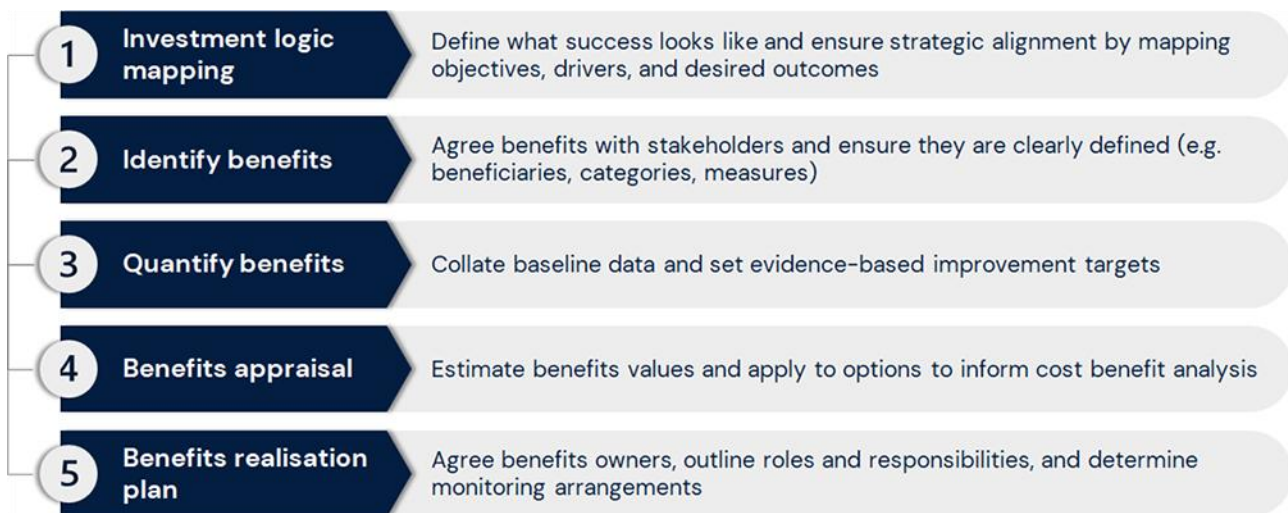 1
Investment logic
mapping
Define what success looks like and ensure strategic alignment by mapping
objectives, drivers, and desired outcomes
2
Identify benefits
Agree benefits with stakeholders and ensure they are clearly defined (e.g.
beneficiaries, categories, measures)
3
Quantify benefits
Collate baseline data and set evidence-based improvement targets
4
Benefits appraisal
Estimate benefits values and apply to options to inform cost benefit analysis
5
Benefits realisation
plan
Agree benefits owners, outline roles and responsibilities, and determine
monitoring arrangements